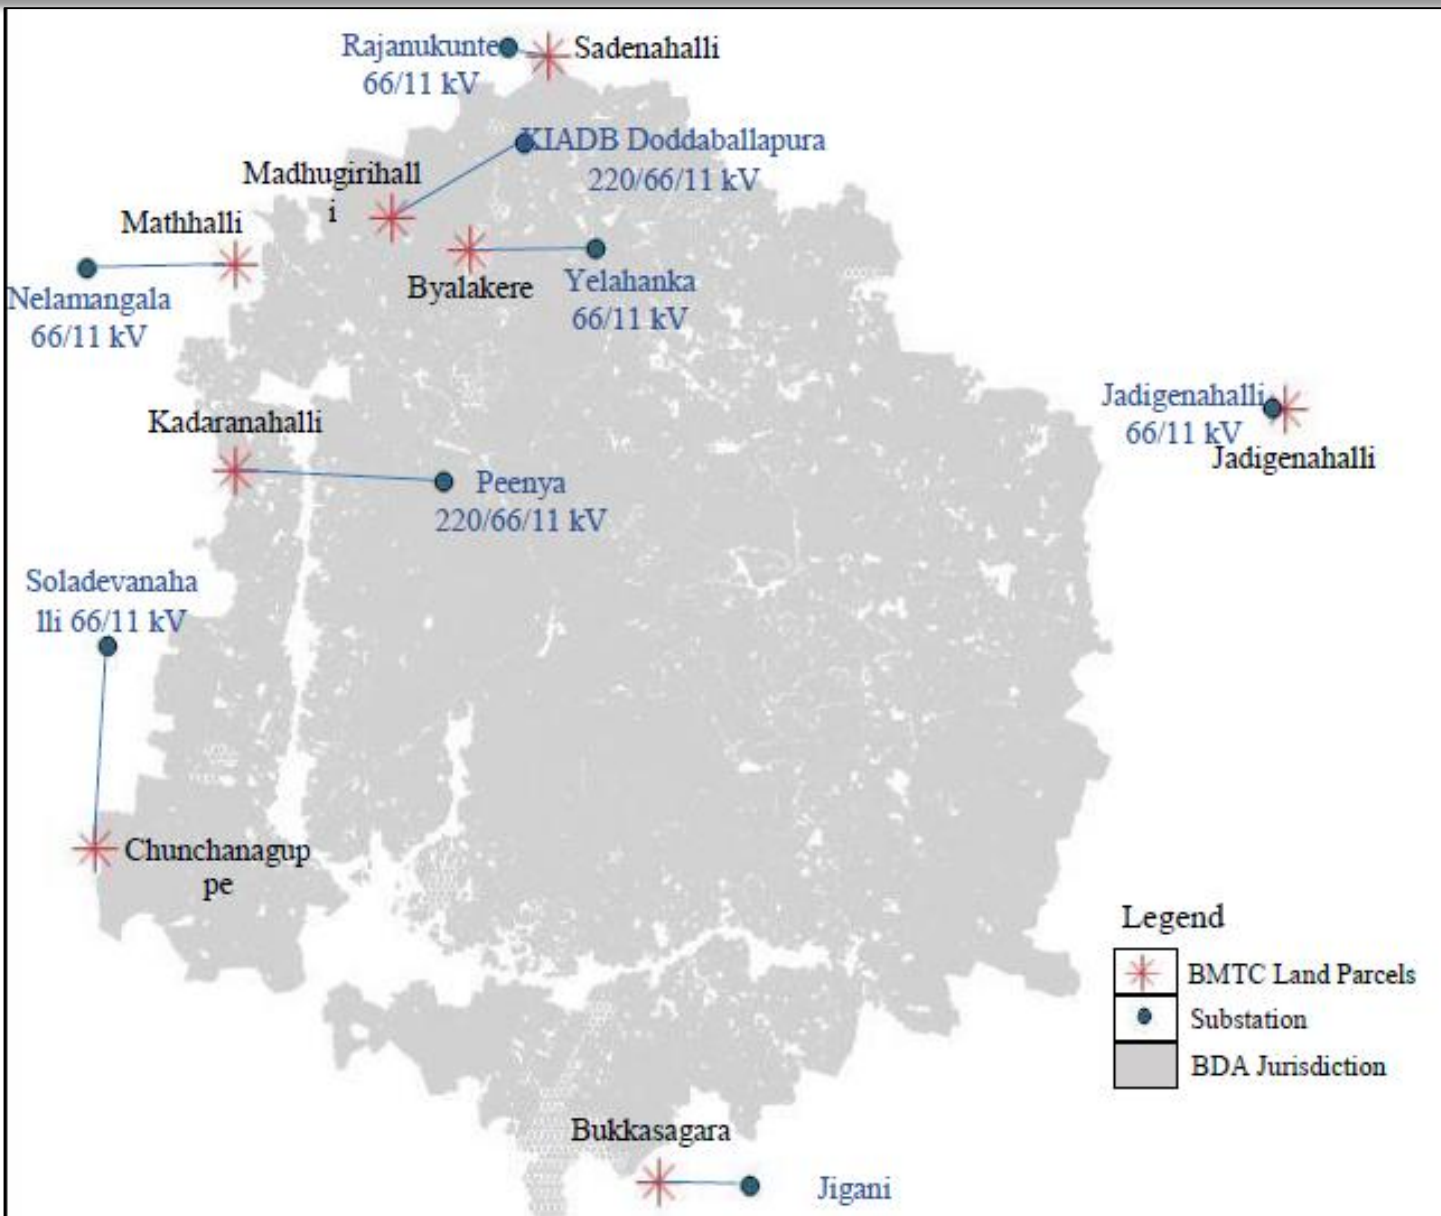 Rajanukunte
66/11 kV
Sadenahalli
KIADB Doddaballapura
220/66/11 kV
Madhugirihall
i
Mathhalli
Nelamangala
66/11 kV
Byalakere
Yelahanka
66/11 kV
Jadigenahalli
66/11 kV
Jadigenahalli
Kadaranahalli
Peenya
220/66/11 kV
Soladevanaha
lli 66/11 kV
Chunchanagup
pe
Legend
BMTC Land Parcels
Substation
BDA Jurisdiction
Bukkasagara
Jigani